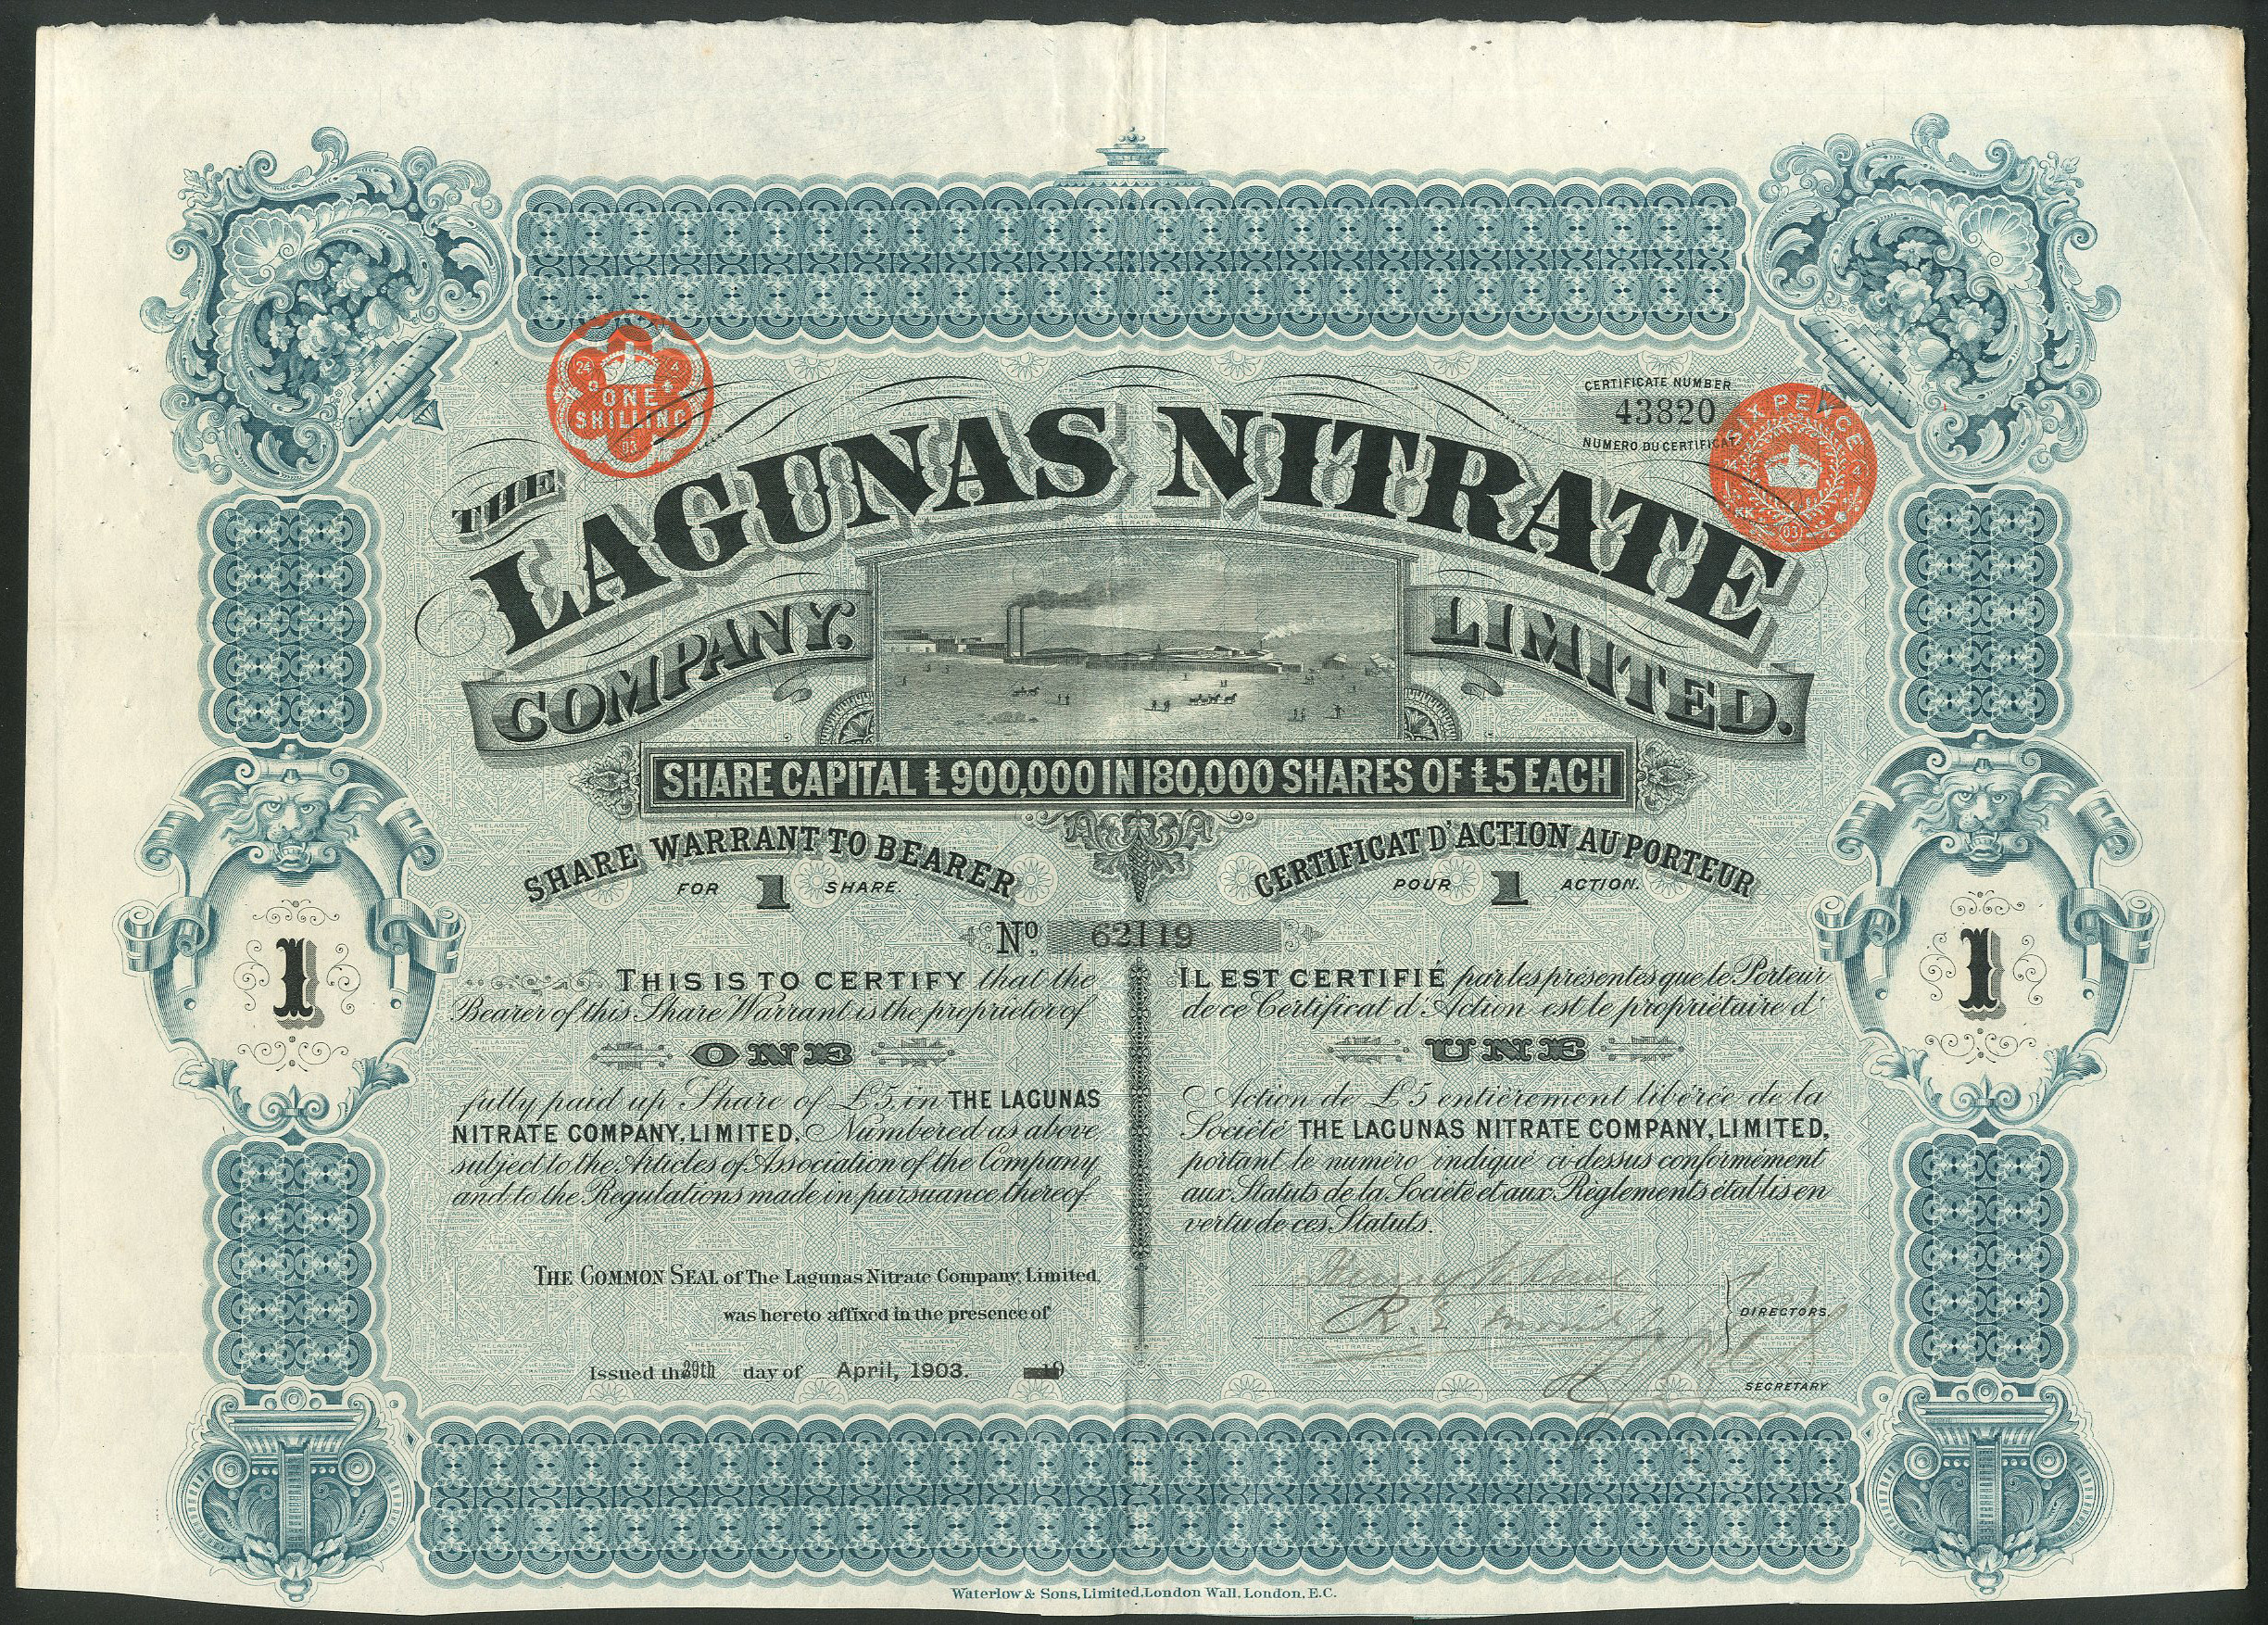 ONE
SHILLING
24
4
03
CERTIFICATE NUMBER
43820
NUMERO DU CERTIFICAT
SIX PENCE
4
KK
03
THE
LAGUNAS NITRATE
COMPANY, LIMITED.
SHARE CAPITAL £900,000 IN 180,000 SHARES OF £5 EACH
SHARE WARRANT TO BEARER
FOR 1 SHARE.
CERTIFICAT D'ACTION AU PORTEUR
POUR 1 ACTION.
No. 62119
1
1
THIS IS TO CERTIFY that the
Bearer of this Share Warrant is the proprietor of
ONE
fully paid up Share of £5, in THE LAGUNAS
NITRATE COMPANY, LIMITED, Numbered as above,
subject to the Articles of Association of the Company
and to the Regulations made in pursuance thereof.
IL EST CERTIFIÉ par les présentes que le Porteur
de ce Certificat d'Action est le propriétaire d'
UNE
Action de £5 entièrement libérée de la
Société THE LAGUNAS NITRATE COMPANY, LIMITED,
portant le numéro indiqué ci-dessus conformément
aux Statuts de la Société et aux Règlements établis en
vertu de ces Statuts.
THE COMMON SEAL of The Lagunas Nitrate Company, Limited,
was hereto affixed in the presence of
DIRECTORS
Issued the 29th day of April, 1903.
SECRETARY
Waterlow & Sons, Limited, London Wall, London, E.C.